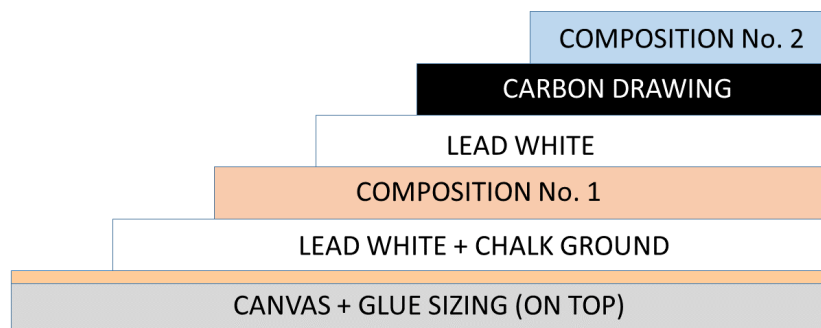 COMPOSITION No. 2
CARBON DRAWING
LEAD WHITE
COMPOSITION No. 1
LEAD WHITE + CHALK GROUND
CANVAS + GLUE SIZING (ON TOP)